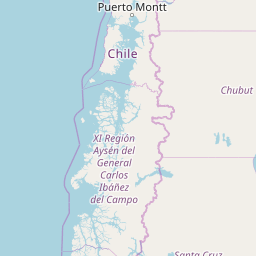 Puerto Montt
Chile
Chubut
XI Región
Aysén del
General
Carlos
Ibáñez
del Campo
Santa Cruz